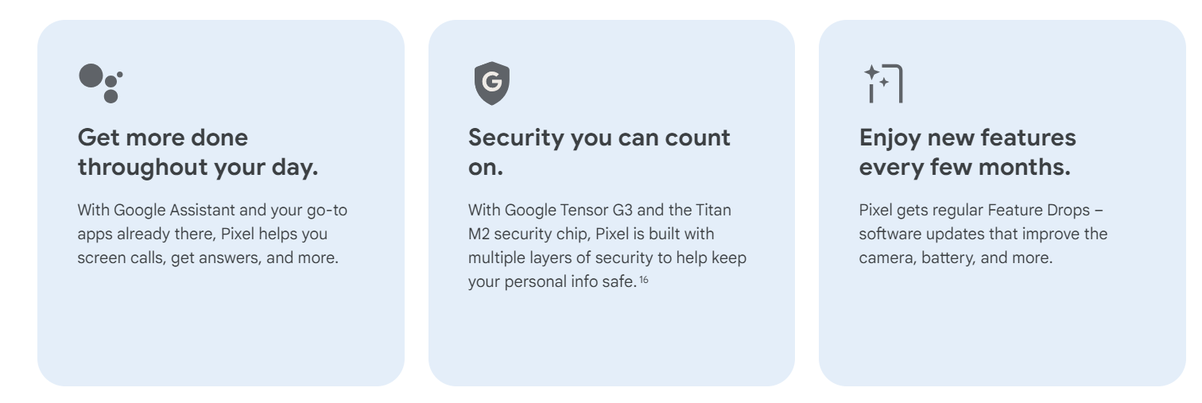 Get more done
throughout your day.
With Google Assistant and your go-to
apps already there, Pixel helps you
screen calls, get answers, and more.
G
Security you can count
on.
With Google Tensor G3 and the Titan
M2 security chip, Pixel is built with
multiple layers of security to help keep
your personal info safe.¹⁶
Enjoy new features
every few months.
Pixel gets regular Feature Drops –
software updates that improve the
camera, battery, and more.